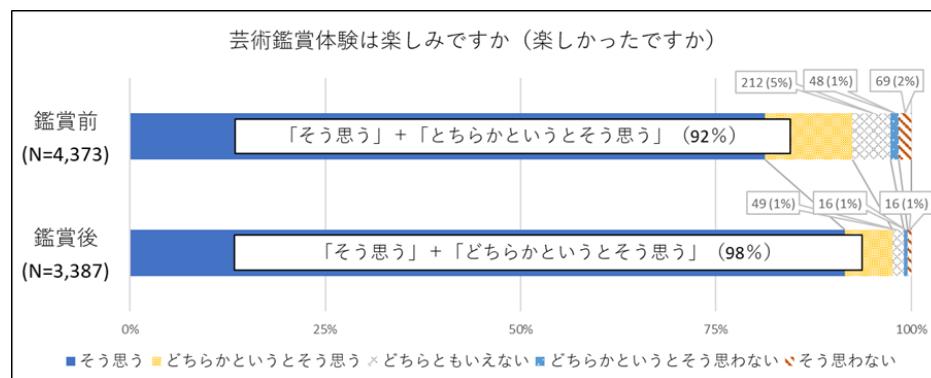 芸術鑑賞体験は楽しみですか（楽しかったですか）
212 (5%)
48 (1%)
69 (2%)
鑑賞前
(N=4,373)
「そう思う」＋「とちらかというとそう思う」（92%）
49 (1%)
16 (1%)
16 (1%)
鑑賞後
(N=3,387)
「そう思う」＋「どちらかというとそう思う」（98%）
0%
25%
50%
75%
100%
そう思う
どちらかというとそう思う
どちらともいえない
どちらかというとそう思わない
そう思わない